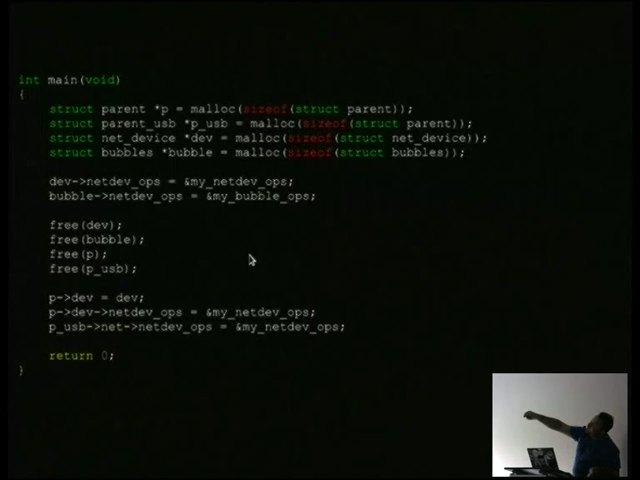 int main(void)
{
struct parent *p = malloc(sizeof(struct parent));
struct parent_usb *p_usb = malloc(sizeof(struct parent));
struct net_device *dev = malloc(sizeof(struct net_device));
struct bubbles *bubble = malloc(sizeof(struct bubbles));
dev->netdev_ops = &my_netdev_ops;
bubble->netdev_ops = &my_bubble_ops;
free(dev);
free(bubble);
free(p);
free(p_usb);
p->dev = dev;
p->dev->netdev_ops = &my_netdev_ops;
p_usb->net->netdev_ops = &my_netdev_ops;
return 0;
}